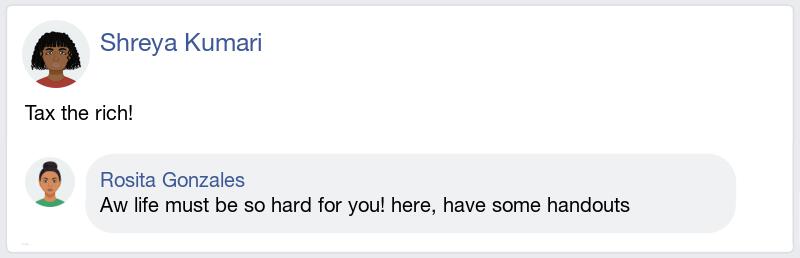 Shreya Kumari
Tax the rich!
Rosita Gonzales
Aw life must be so hard for you! here, have some handouts